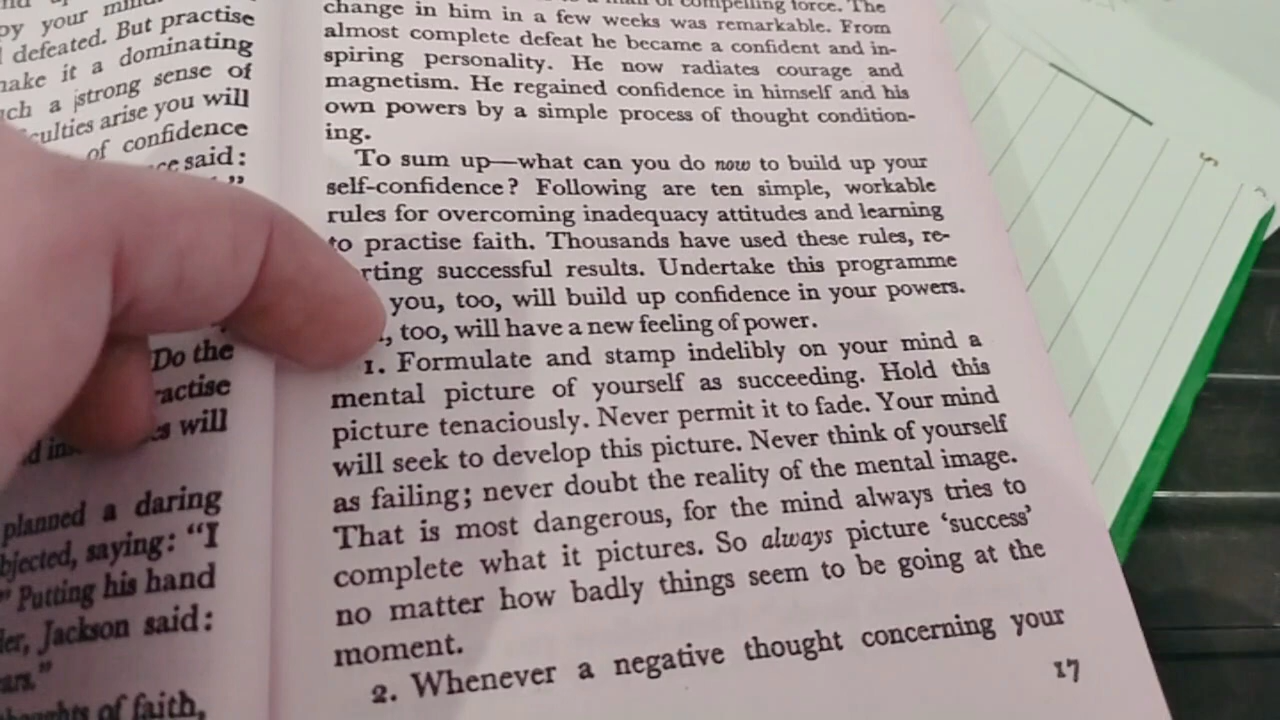 by your
defeated. But practise
make it a dominating
a strong sense of
arise you will
of confidence
said:
Do the
will
planned a daring
saying: "I
Putting his hand
Jackson said:
of faith,
compelling force. The
change in him in a few weeks was remarkable. From
almost complete defeat he became a confident and in-
spiring personality. He now radiates courage and
magnetism. He regained confidence in himself and his
own powers by a simple process of thought condition-
ing.
To sum up—what can you do now to build up your
self-confidence? Following are ten simple, workable
rules for overcoming inadequacy attitudes and learning
to practise faith. Thousands have used these rules, re-
rting successful results. Undertake this programme
you, too, will build up confidence in your powers.
, too, will have a new feeling of power.
1. Formulate and stamp indelibly on your mind a
mental picture of yourself as succeeding. Hold this
picture tenaciously. Never permit it to fade. Your mind
will seek to develop this picture. Never think of yourself
as failing; never doubt the reality of the mental image.
That is most dangerous, for the mind always tries to
complete what it pictures. So always picture 'success'
no matter how badly things seem to be going at the
moment.
2. Whenever a negative thought concerning your
17